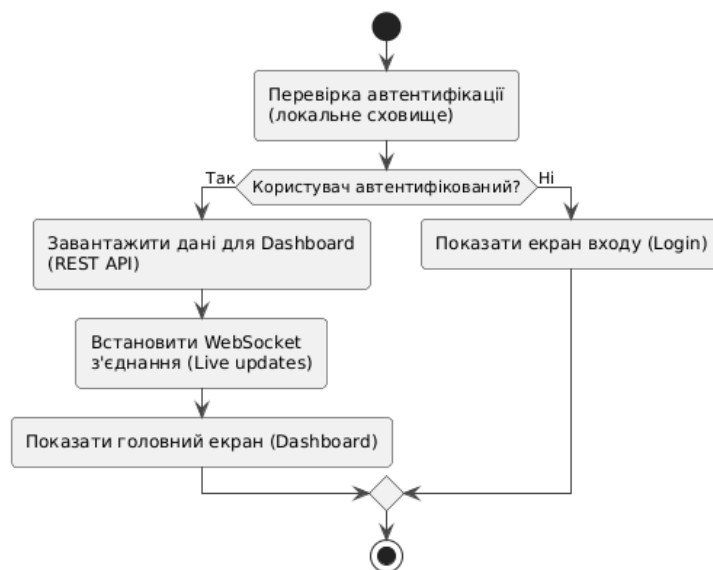 Перевірка автентифікації
(локальне сховище)
Так
Користувач автентифікований?
Ні
Завантажити дані для Dashboard
(REST API)
Показати екран входу (Login)
Встановити WebSocket
з'єднання (Live updates)
Показати головний екран (Dashboard)